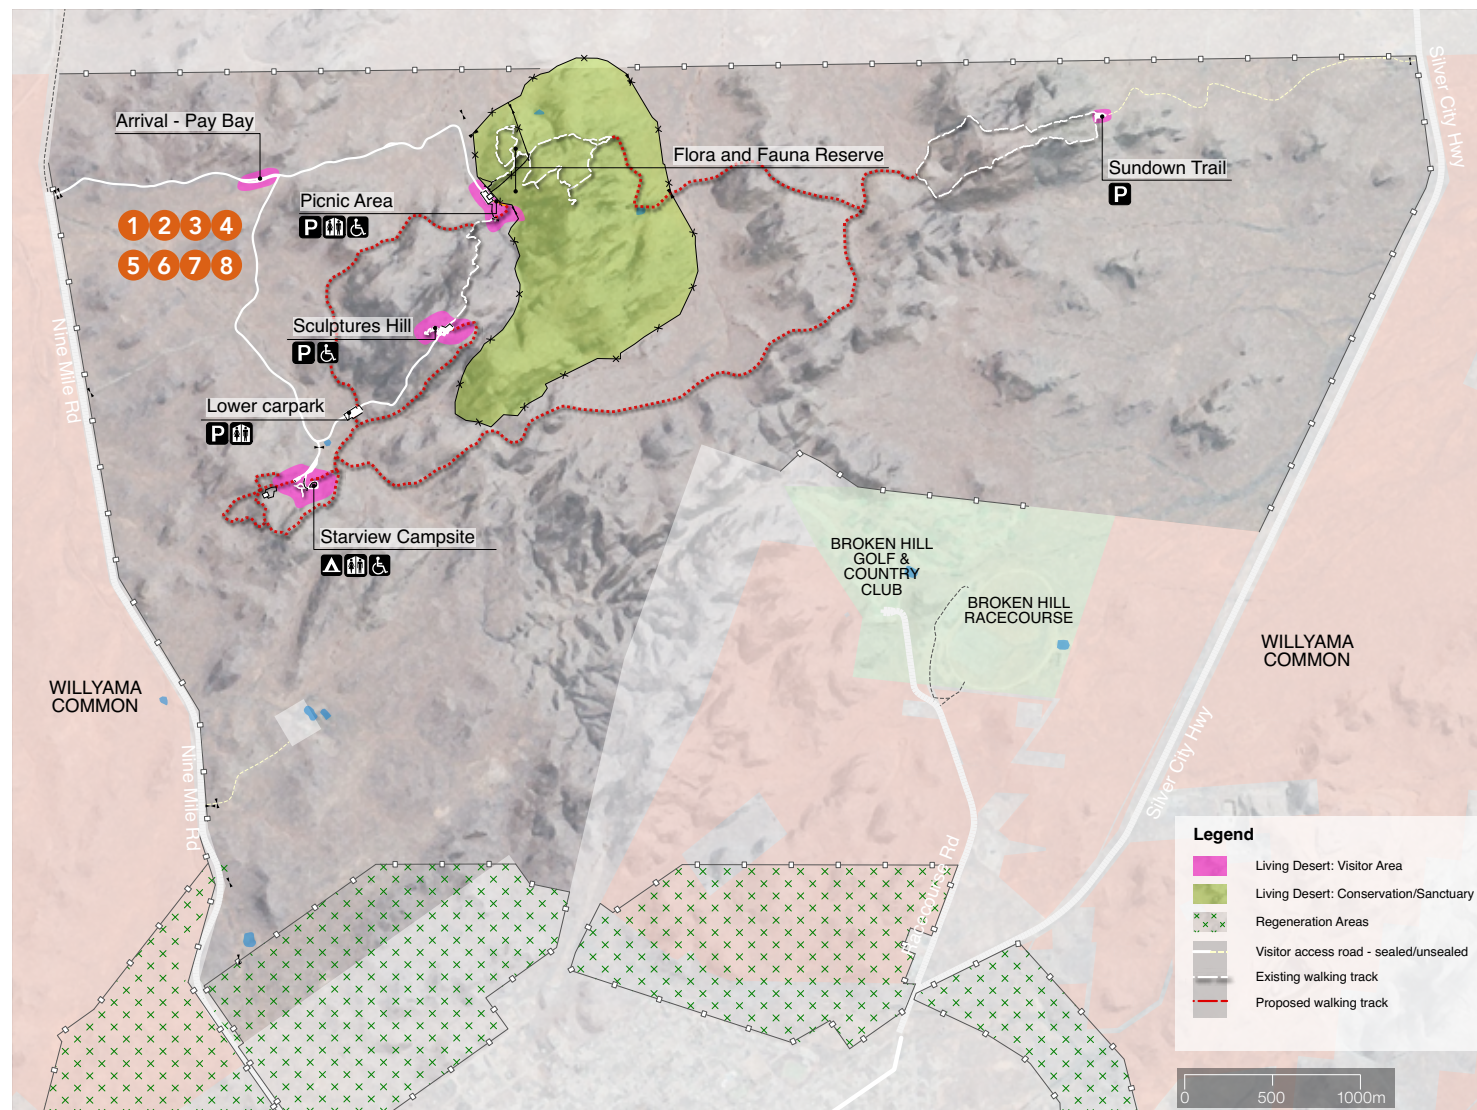 Arrival - Pay Bay
Flora and Fauna Reserve
Sundown Trail
P
Picnic Area
P
1 2 3 4
5 6 7 8
Sculptures Hill
P
Lower carpark
P
Starview Campsite
Silver City Hwy
Nine Mile Rd
BROKEN HILL
GOLF &
COUNTRY
CLUB
BROKEN HILL
RACECOURSE
WILLYAMA
COMMON
WILLYAMA
COMMON
Nine Mile Rd
Silver City Hwy
Racecourse Rd
Legend
Living Desert: Visitor Area
Living Desert: Conservation/Sanctuary
Regeneration Areas
Visitor access road - sealed/unsealed
Existing walking track
Proposed walking track
0 500 1000m